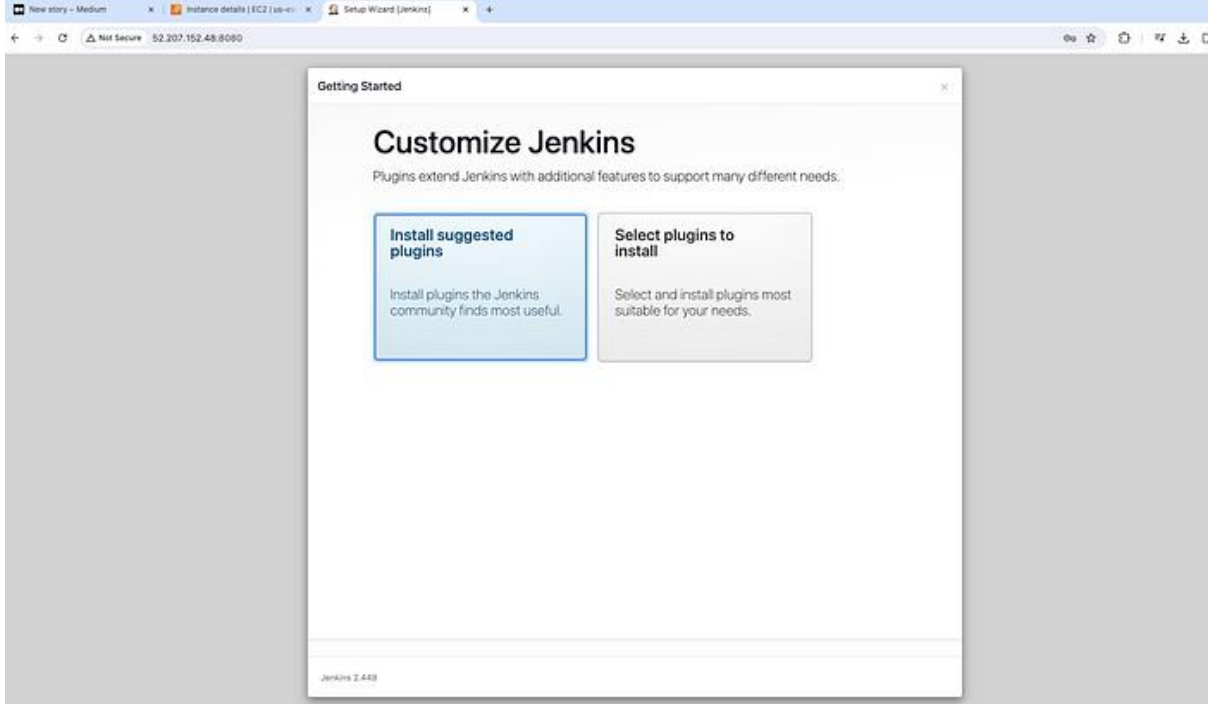 New story – Medium
Instance details | EC2 | us-e
Setup Wizard [Jenkins]
Not Secure 52.207.152.48:8080
Getting Started
Customize Jenkins
Plugins extend Jenkins with additional features to support many different needs.
Install suggested
plugins
Install plugins the Jenkins
community finds most useful.
Select plugins to
install
Select and install plugins most
suitable for your needs.
Jenkins 2.449